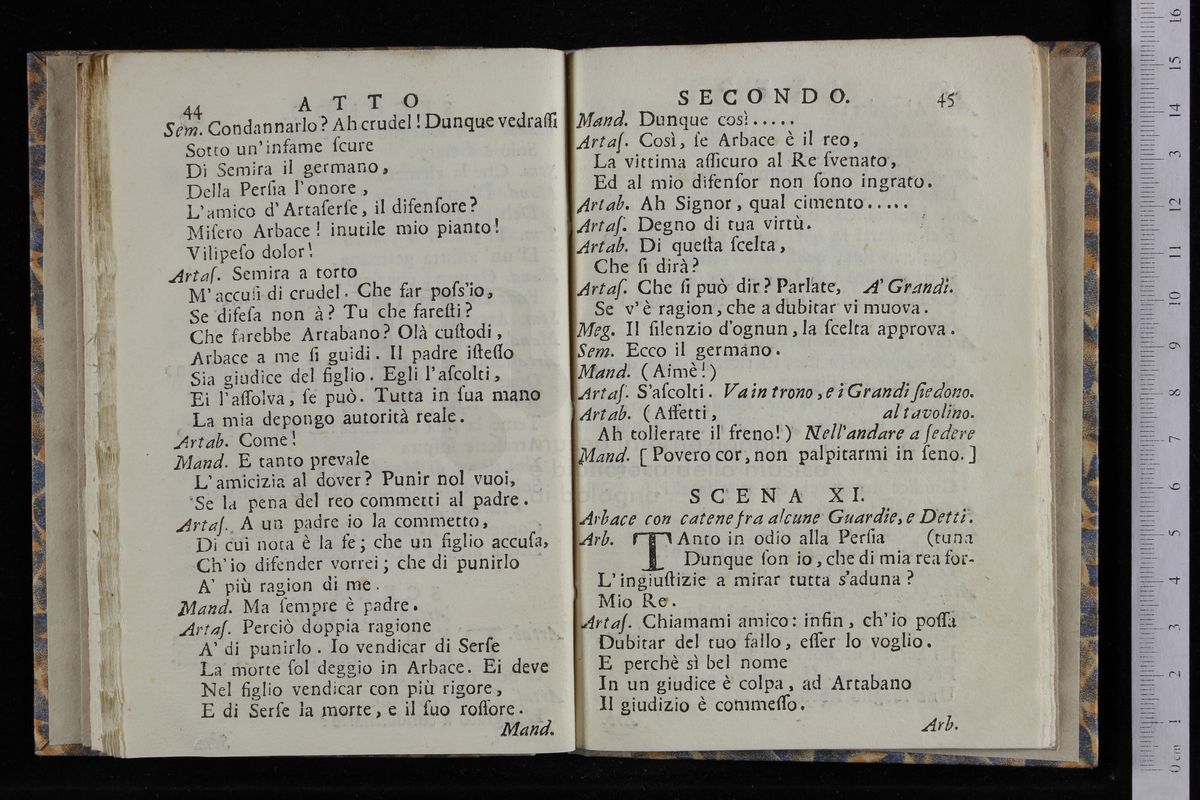 44 ATTO
Sem. Condannarlo? Ah crudel! Dunque vedraſſi
Sotto un'infame ſcure
Di Semira il germano,
Della Perſia l'onore,
L'amico d'Artaſerſe, il difenſore?
Miſero Arbace! inutile mio pianto!
Vilipeſo dolor!
Artaſ. Semira a torto
M'accuſi di crudel. Che far poſs'io,
Se difeſa non à? Tu che fareſti?
Che farebbe Artabano? Olà cuſtodi,
Arbace a me ſi guidi. Il padre iſteſſo
Sia giudice del figlio. Egli l'aſcolti,
Ei l'aſſolva, ſe può. Tutta in ſua mano
La mia depongo autorità reale.
Artab. Come!
Mand. E tanto prevale
L'amicizia al dover? Punir nol vuoi,
Se la pena del reo commetti al padre.
Artaſ. A un padre io la commetto,
Di cui nota è la fe; che un figlio accuſa,
Ch'io difender vorrei; che di punirlo
A' più ragion di me.
Mand. Ma ſempre è padre.
Artaſ. Perciò doppia ragione
A' di punirlo. Io vendicar di Serſe
La morte ſol deggio in Arbace. Ei deve
Nel figlio vendicar con più rigore,
E di Serſe la morte, e il ſuo roſſore.
Mand.
SECONDO. 45
Mand. Dunque così.....
Artaſ. Così, ſe Arbace è il reo,
La vittima aſſicuro al Re ſvenato,
Ed al mio difenſor non ſono ingrato.
Artab. Ah Signor, qual cimento.....
Artaſ. Degno di tua virtù.
Artab. Di queſta ſcelta,
Che ſi dirà?
Artaſ. Che ſi può dir? Parlate, A' Grandi.
Se v'è ragion, che a dubitar vi muova.
Meg. Il ſilenzio d'ognun, la ſcelta approva.
Sem. Ecco il germano.
Mand. (Aimè!)
Artaſ. S'aſcolti. Va in trono, e i Grandi ſiedono.
Artab. (Affetti, al tavolino.
Ah tollerate il freno!) Nell'andare a ſedere
Mand. [Povero cor, non palpitarmi in ſeno.]
SCENA XI.
Arbace con catene fra alcune Guardie, e Detti.
Arb. TAnto in odio alla Perſia (tuna
Dunque ſon io, che di mia rea for-
L'ingiuſtizie a mirar tutta s'aduna?
Mio Re.
Artaſ. Chiamami amico: infin, ch'io poſſa
Dubitar del tuo fallo, eſſer lo voglio.
E perchè sì bel nome
In un giudice è colpa, ad Artabano
Il giudizio è commeſſo.
Arb.